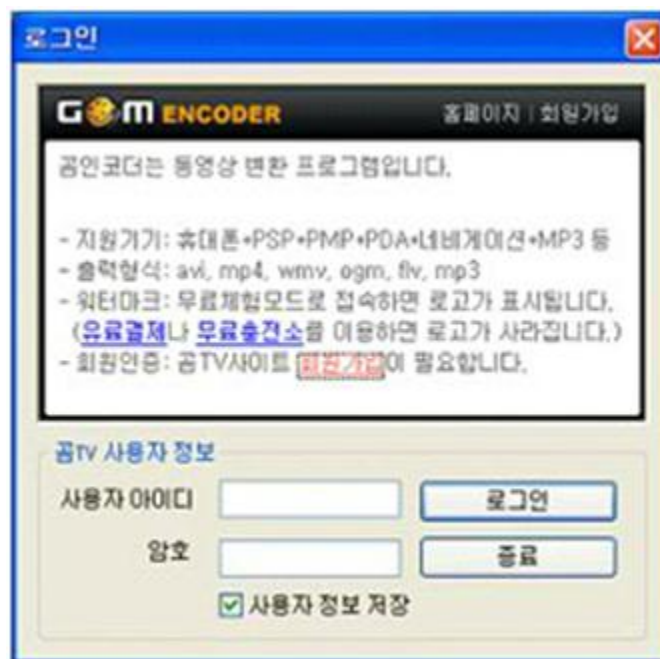 로그인
GOM ENCODER 홈페이지 | 회원가입
곰인코더는 동영상 변환 프로그램입니다.
- 지원기기: 휴대폰+PSP+PMP+PDA+네비게이션+MP3 등
- 출력형식: avi, mp4, wmv, ogm, flv, mp3
- 워터마크: 무료체험모드로 접속하면 로고가 표시됩니다.
(유료결제나 무료충전소를 이용하면 로고가 사라집니다.)
- 회원인증: 곰TV사이트 회원가입이 필요합니다.
곰TV 사용자 정보
사용자 아이디 로그인
암호 종료
사용자 정보 저장